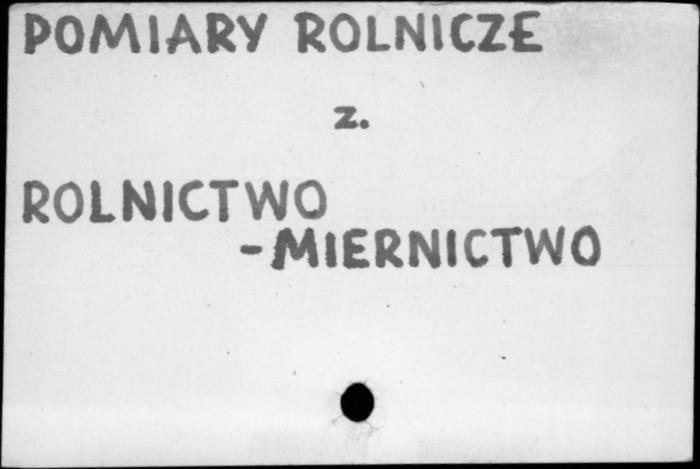 POMIARY ROLNICZE
z.
ROLNICTWO
-MIERNICTWO